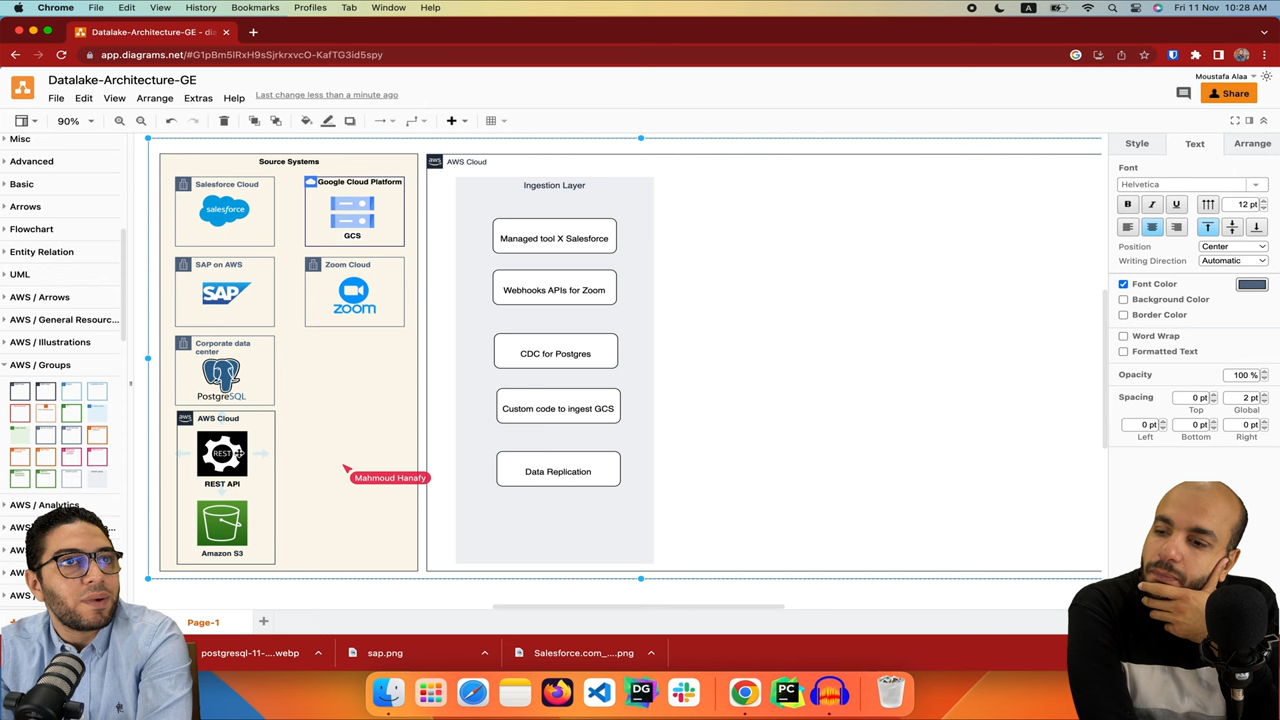 Chrome File Edit View History Bookmarks Profiles Tab Window Help
A
Fri 11 Nov 10:28 AM
Datalake-Architecture-GE - dia
app.diagrams.net/#G1pBm5lRxH9sSjrkrxvcO-KafTG3id5spy
Datalake-Architecture-GE
Moustafa Alaa
File Edit View Arrange Extras Help
Last change less than a minute ago
Share
90%
Misc
Advanced
Basic
Arrows
Flowchart
Entity Relation
UML
AWS / Arrows
AWS / General Resourc...
AWS / Illustrations
AWS / Groups
AWS / Analytics
Source Systems
Salesforce Cloud
salesforce
Google Cloud Platform
GCS
SAP on AWS
SAP
Zoom Cloud
zoom
Corporate data
center
PostgreSQL
AWS Cloud
REST
REST API
Amazon S3
Mahmoud Hanafy
aws
AWS Cloud
Ingestion Layer
Managed tool X Salesforce
Webhooks APIs for Zoom
CDC for Postgres
Custom code to ingest GCS
Data Replication
Style Text Arrange
Font
Helvetica
B I U 12 pt
Position Center
Writing Direction Automatic
Font Color
Background Color
Border Color
Word Wrap
Formatted Text
Opacity 100 %
Spacing 0 pt 2 pt
Top Global
0 pt 0 pt 0 pt
Left Bottom Right
Page-1
postgresql-11-....webp
sap.png
Salesforce.com_....png
DG
PC